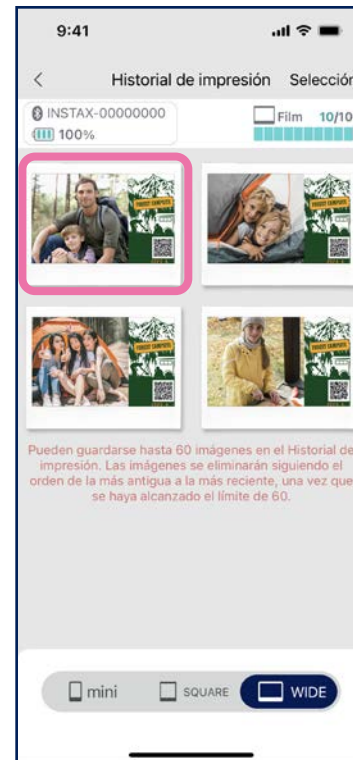 9:41
Historial de impresión Selección
INSTAX-00000000
100%
Film 10/10
Pueden guardarse hasta 60 imágenes en el Historial de
impresión. Las imágenes se eliminarán siguiendo el
orden de la más antigua a la más reciente, una vez que
se haya alcanzado el límite de 60.
mini SQUARE WIDE